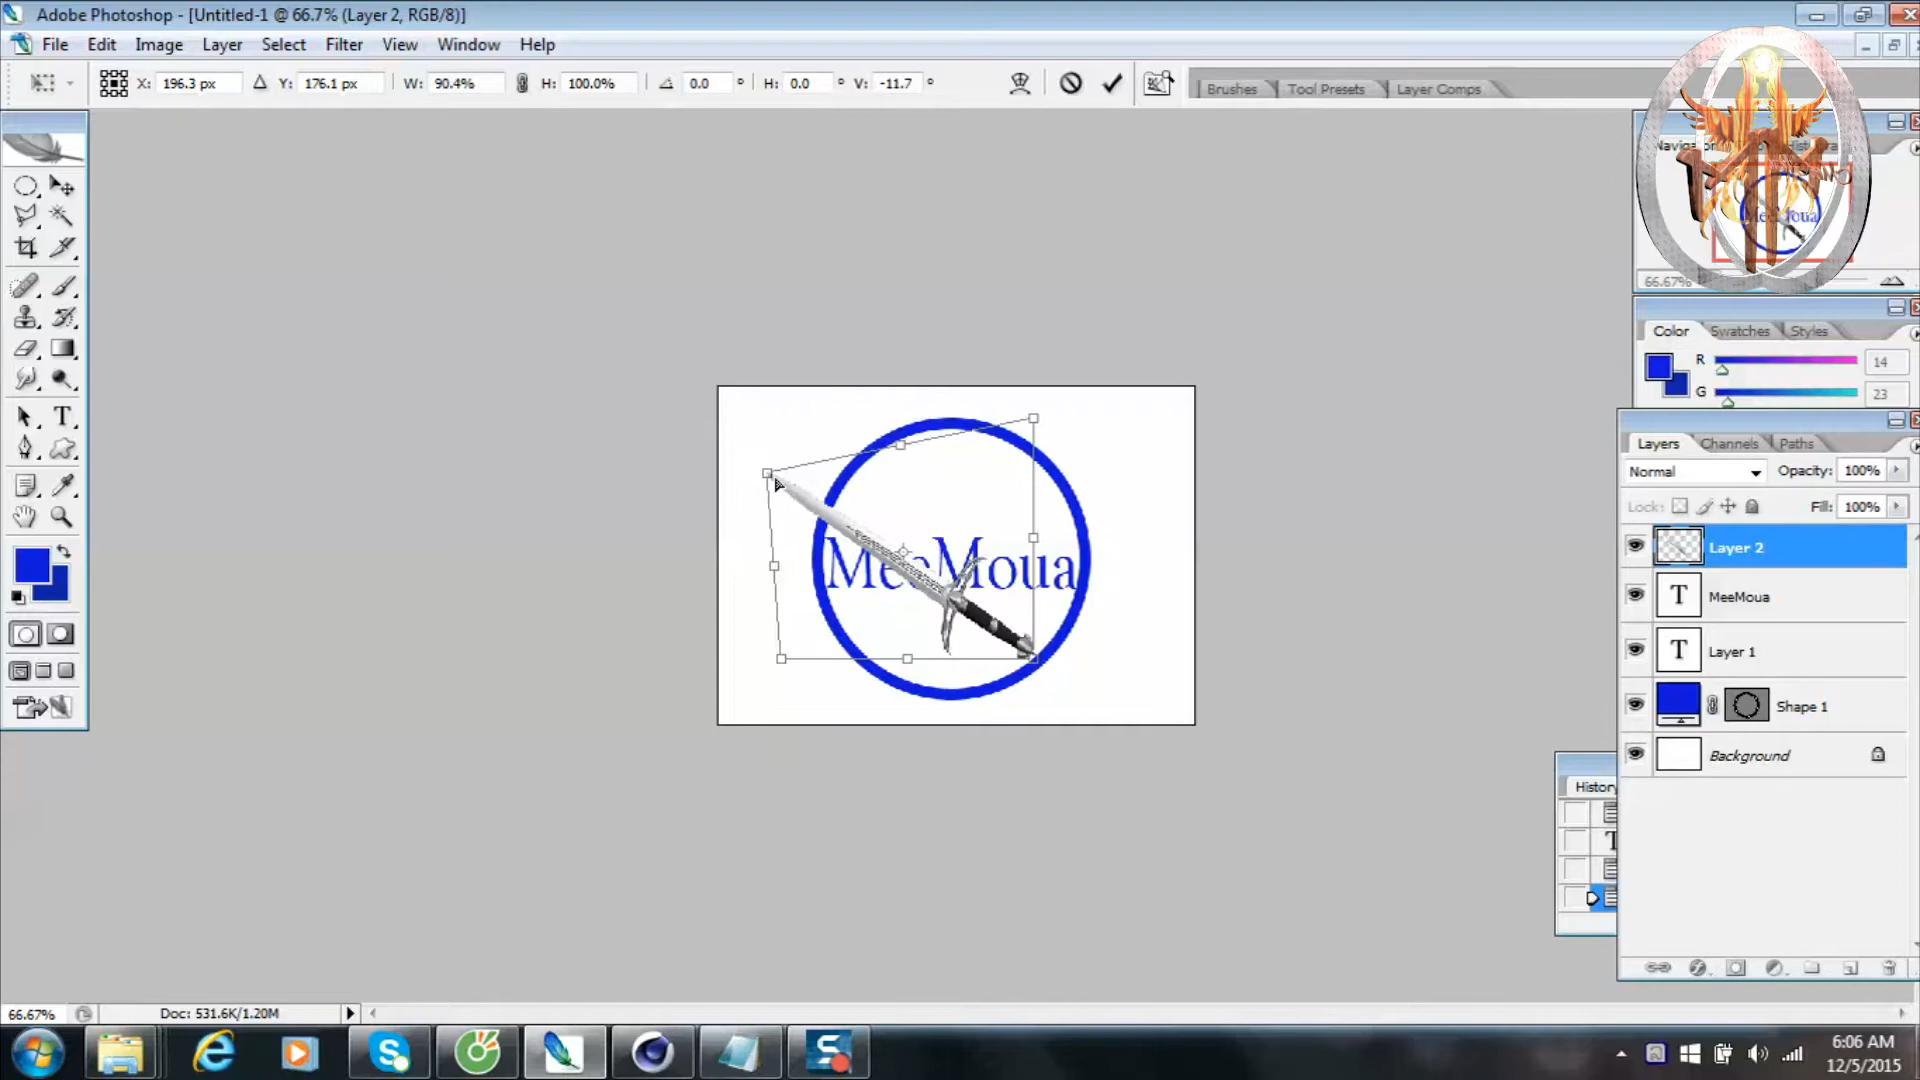 Adobe Photoshop - [Untitled-1 @ 66.7% (Layer 2, RGB/8)]
File Edit Image Layer Select Filter View Window Help
X: 196.3 px Y: 176.1 px W: 90.4% H: 100.0% 0.0 ° H: 0.0 ° V: -11.7 °
Brushes Tool Presets Layer Comps
66.67%
Color Swatches Styles
R 14
G 23
Layers Channels Paths
Normal Opacity: 100%
Lock: Fill: 100%
Layer 2
T MeeMoua
T Layer 1
Shape 1
Background
History
MeeMoua
66.67% Doc: 531.6K/1.20M
6:06 AM
12/5/2015